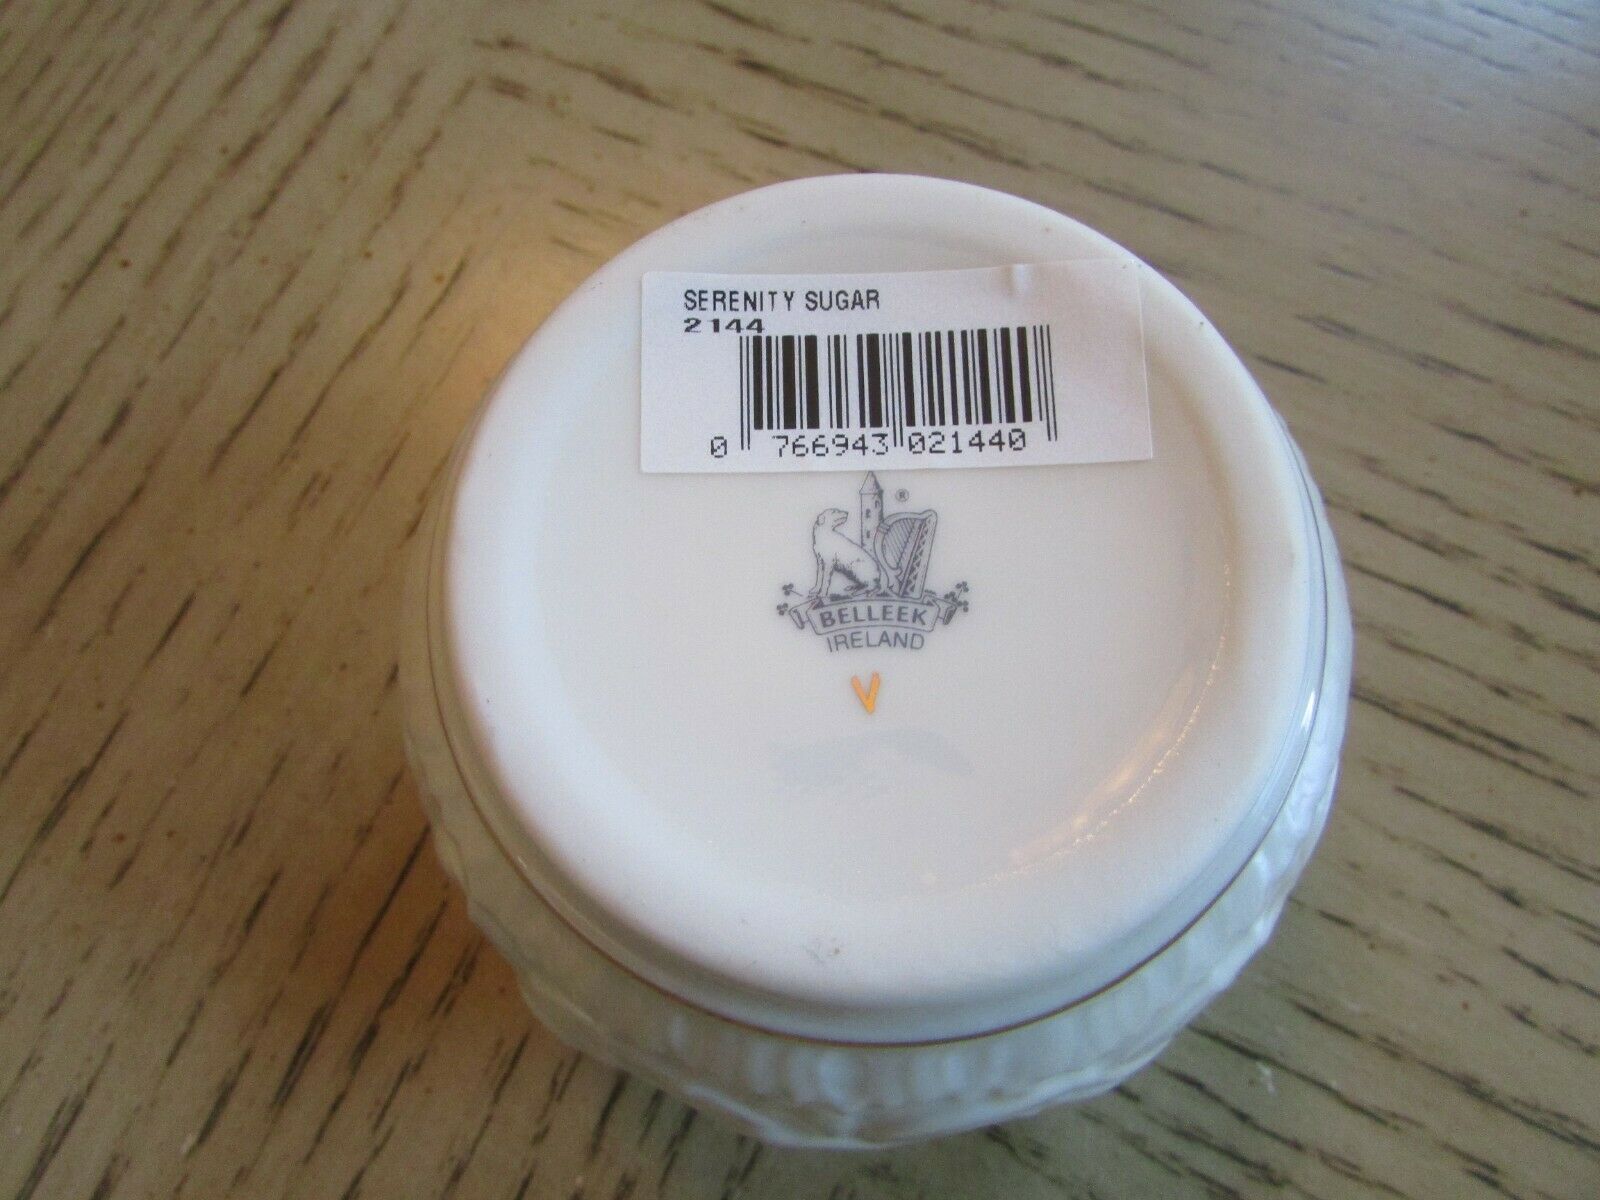 SERENITY SUGAR
2144
0 766943 021440
®
BELLEEK
IRELAND
V